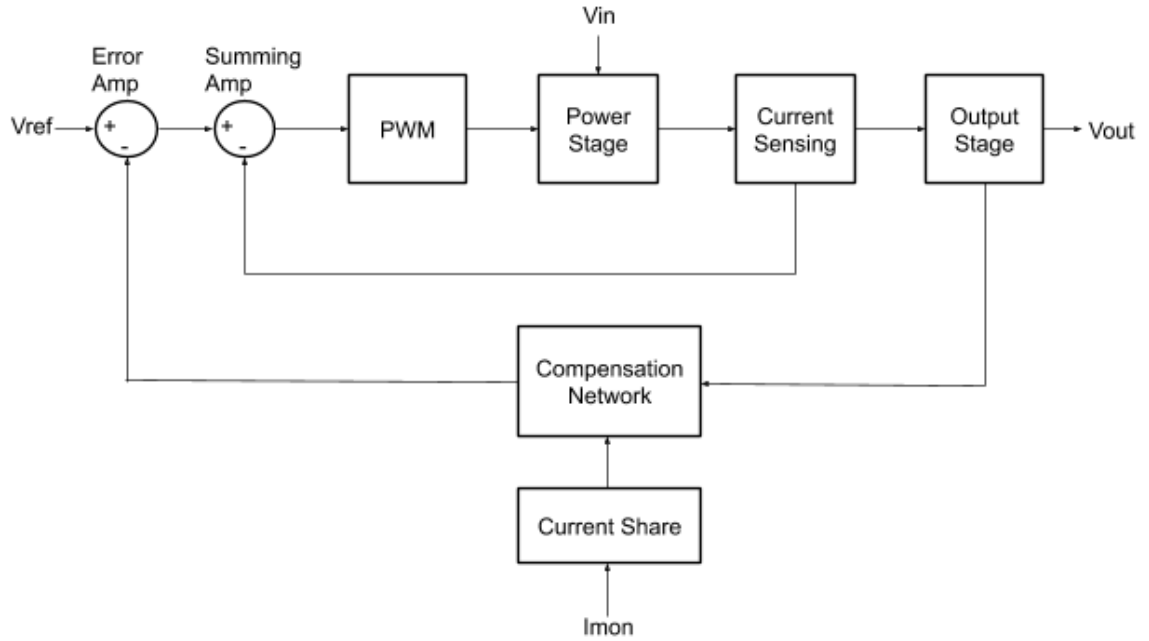 Vin
Error
Amp
Summing
Amp
Vref
+
-
+
-
PWM
Power
Stage
Current
Sensing
Output
Stage
Vout
Compensation
Network
Current Share
Imon